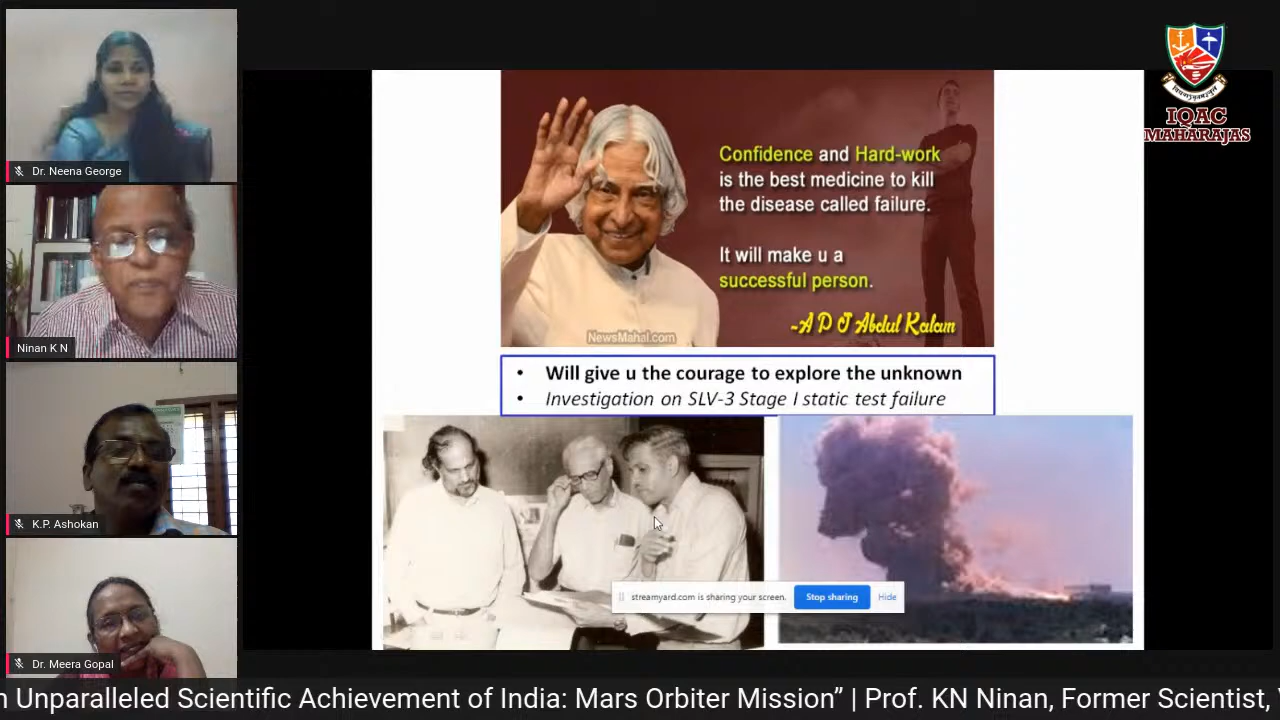 Dr. Neena George
Ninan K N
K.P. Ashokan
Dr. Meera Gopal
Confidence and Hard-work
is the best medicine to kill
the disease called failure.
It will make u a
successful person.
~A P J Abdul Kalam
NewsMahal.com
• Will give u the courage to explore the unknown
• Investigation on SLV-3 Stage I static test failure
streamyard.com is sharing your screen.
Stop sharing
Hide
IQAC
MAHARAJAS
Unparalleled Scientific Achievement of India: Mars Orbiter Mission” | Prof. KN Ninan, Former Scientist,